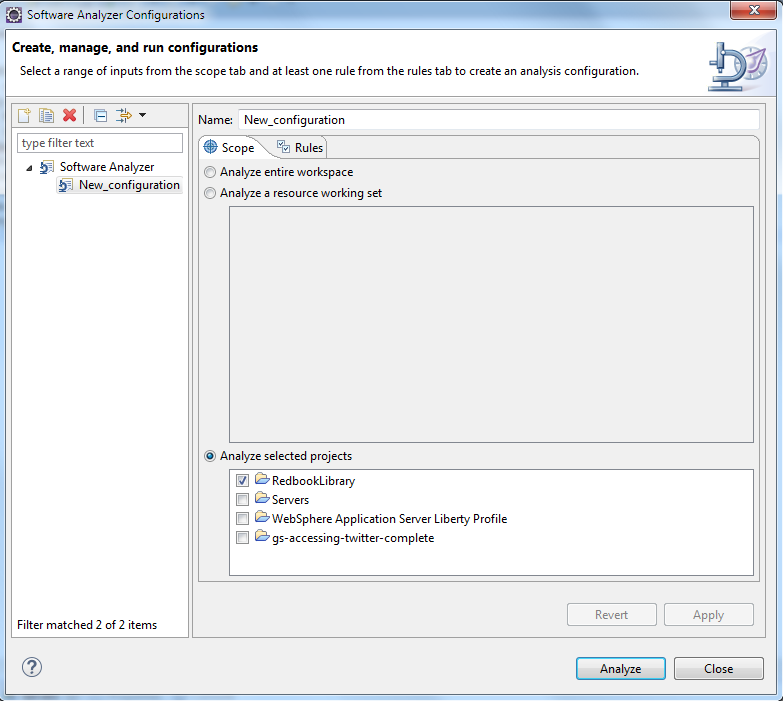 Software Analyzer Configurations
Create, manage, and run configurations
Select a range of inputs from the scope tab and at least one rule from the rules tab to create an analysis configuration.
type filter text
Software Analyzer
New_configuration
Filter matched 2 of 2 items
Name: New_configuration
Scope Rules
Analyze entire workspace
Analyze a resource working set
Analyze selected projects
RedbookLibrary
Servers
WebSphere Application Server Liberty Profile
gs-accessing-twitter-complete
Revert Apply
? Analyze Close